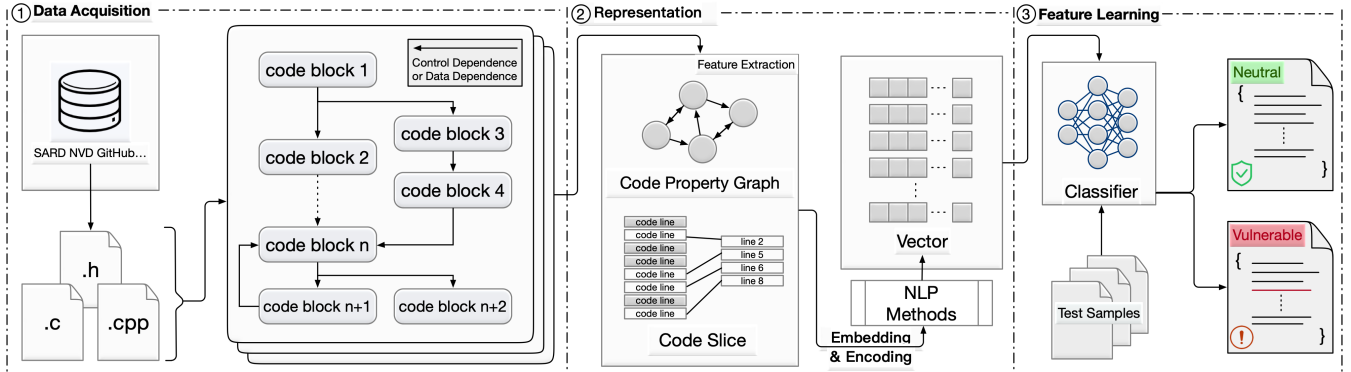 1 Data Acquisition
SARD NVD GitHub...
.h
.c
.cpp
Control Dependence
or Data Dependence
code block 1
code block 2
code block 3
code block 4
code block n
code block n+1
code block n+2
2 Representation
Feature Extraction
Code Property Graph
code line
code line
code line
code line
code line
code line
code line
code line
line 2
line 5
line 6
line 8
Code Slice
Embedding
& Encoding
NLP
Methods
Vector
3 Feature Learning
Classifier
Test Samples
Neutral
{
}
Vulnerable
{
}